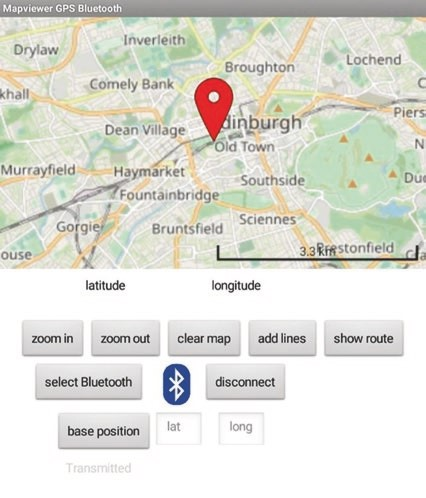 Mapviewer GPS Bluetooth
Inverleith
Drylaw
Lochend
Broughton
Comely Bank
khall
Piers
dinburgh
Dean Village
Old Town
Murrayfield
Haymarket
Southside
Duc
Fountainbridge
Sciennes
Gorgie
Bruntsfield
Prestonfield
3.3 km
ouse
latitude longitude
zoom in zoom out clear map add lines show route
select Bluetooth disconnect
base position lat long
Transmitted